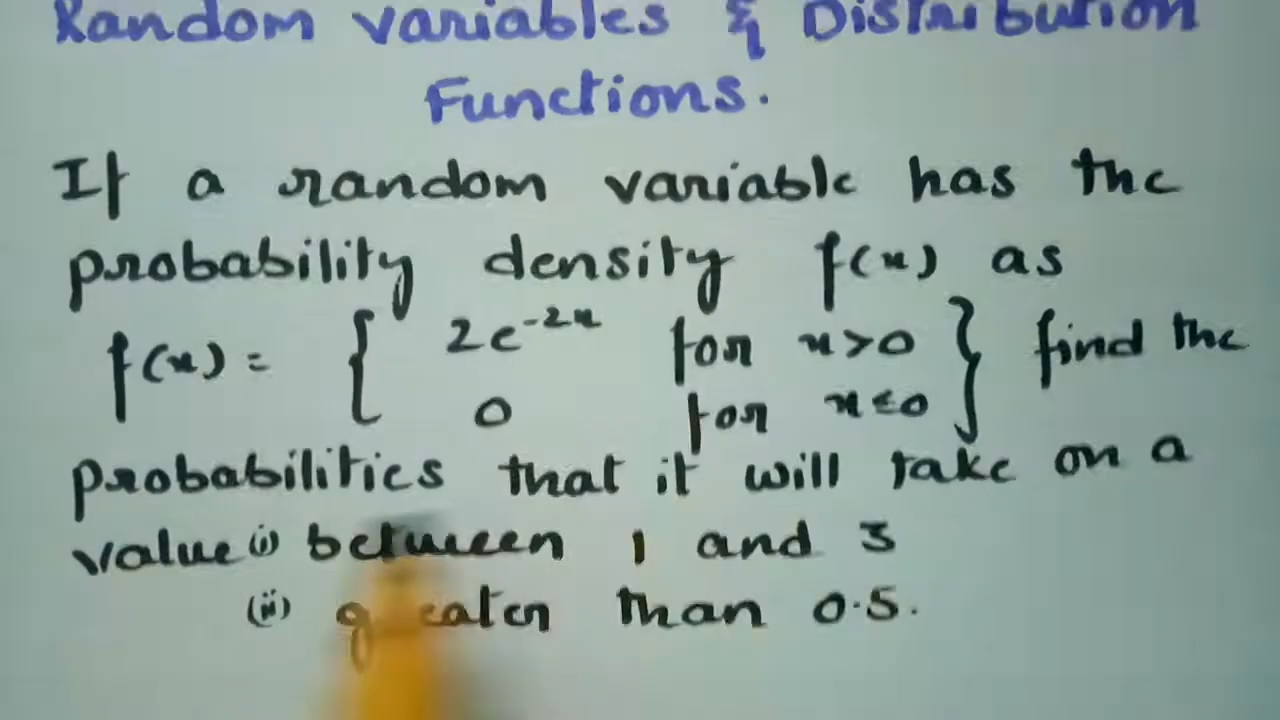 Random variables & Distribution
Functions.
If a random variable has the
probability density f(x) as
f(x) = { 2e^-2x for x>0 } find the
0 for x≤0
probabilities that it will take on a
value (i) between 1 and 3
(ii) greater than 0.5.